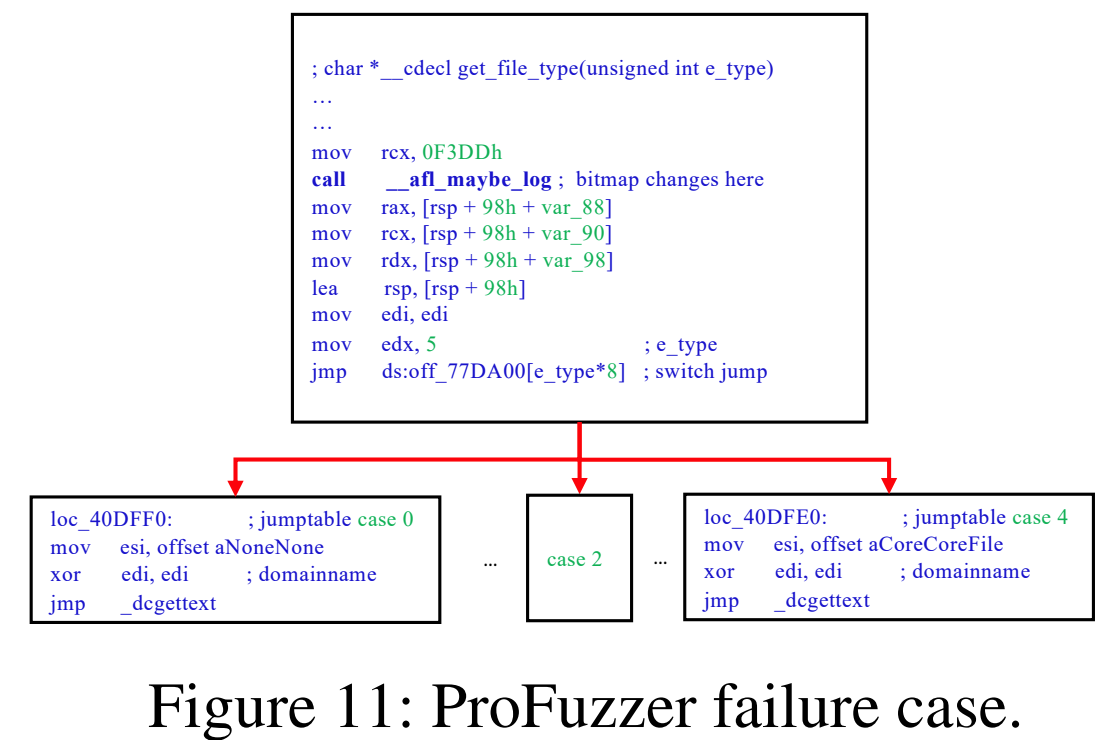 ; char *__cdecl get_file_type(unsigned int e_type)
…
…
mov rcx, 0F3DDh
call __afl_maybe_log ; bitmap changes here
mov rax, [rsp + 98h + var_88]
mov rcx, [rsp + 98h + var_90]
mov rdx, [rsp + 98h + var_98]
lea rsp, [rsp + 98h]
mov edi, edi
mov edx, 5 ; e_type
jmp ds:off_77DA00[e_type*8] ; switch jump
loc_40DFF0: ; jumptable case 0
mov esi, offset aNoneNone
xor edi, edi ; domainname
jmp _dcgettext
...
case 2
...
loc_40DFE0: ; jumptable case 4
mov esi, offset aCoreCoreFile
xor edi, edi ; domainname
jmp _dcgettext
Figure 11: ProFuzzer failure case.